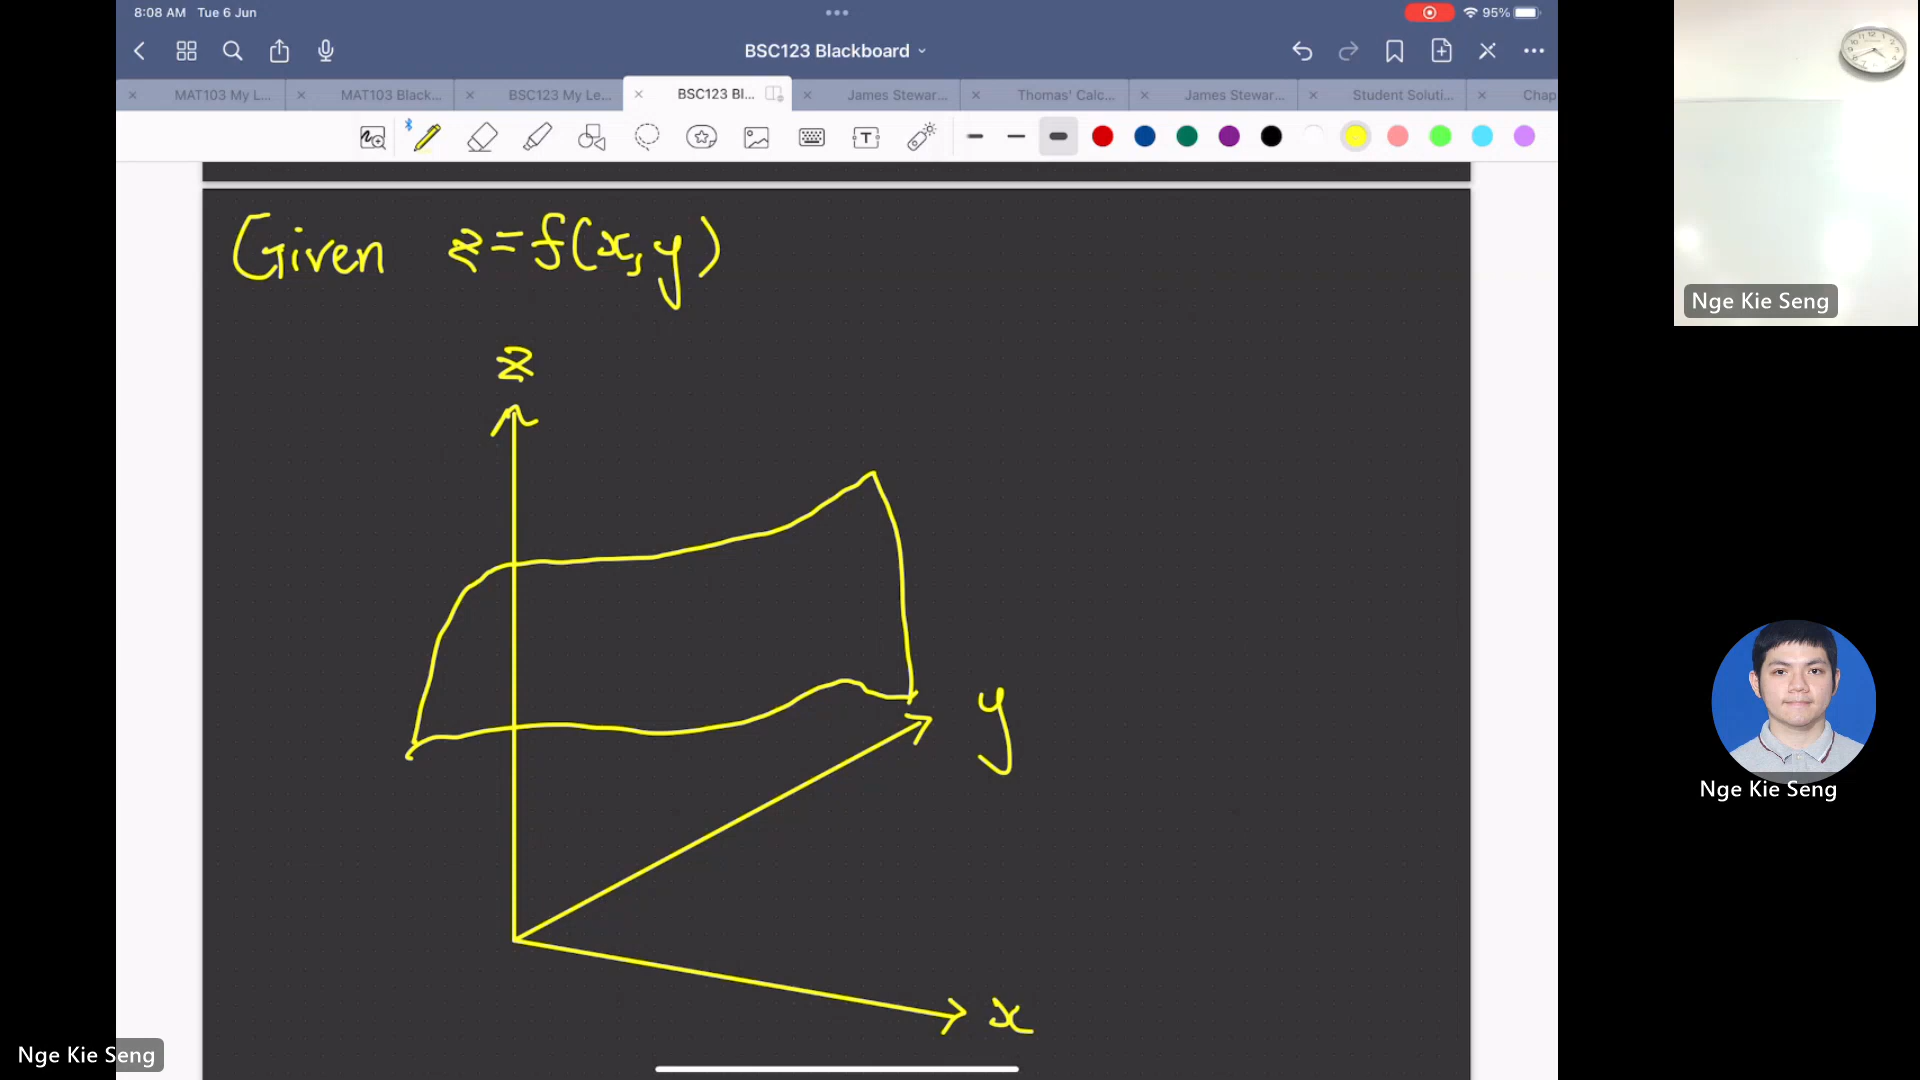 8:08 AM Tue 6 Jun
95%
BSC123 Blackboard
MAT103 My L...
MAT103 Black...
BSC123 My Le...
BSC123 Bl...
James Stewar...
Thomas' Calc...
James Stewar...
Student Soluti...
Chap
Given z=f(x,y)
z
y
x
Nge Kie Seng
Nge Kie Seng
Nge Kie Seng